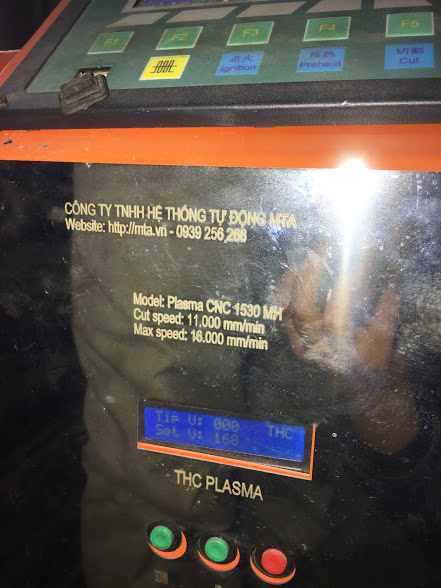 F1
F2
F3
F4
F5
点火
Ignition
预热
Preheat
切割
Cut
CÔNG TY TNHH HỆ THỐNG TỰ ĐỘNG MTA
Website: http://mta.vn - 0939 256,268
Model: Plasma CNC 1530 MH
Cut speed: 11.000 mm/min
Max speed: 16.000 mm/min
Tip V: 000 THC
Set V: 168
THC PLASMA
DOWN